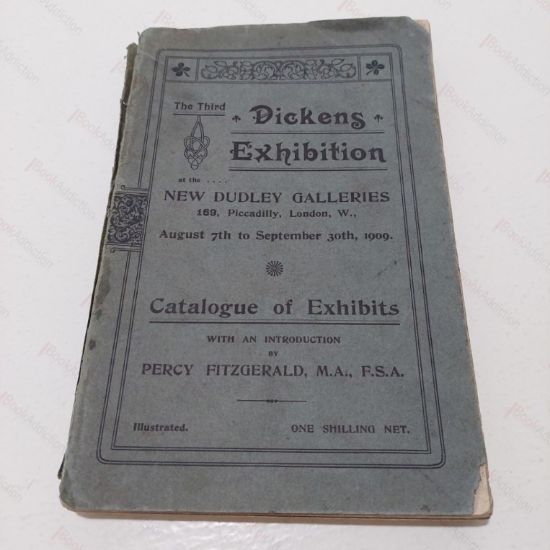 The Third
Dickens
Exhibition
at the ....
NEW DUDLEY GALLERIES
169, Piccadilly, London, W.,
August 7th to September 30th, 1909.
Catalogue of Exhibits
WITH AN INTRODUCTION
BY
PERCY FITZGERALD, M.A., F.S.A.
Illustrated.
ONE SHILLING NET.
BookAddiction